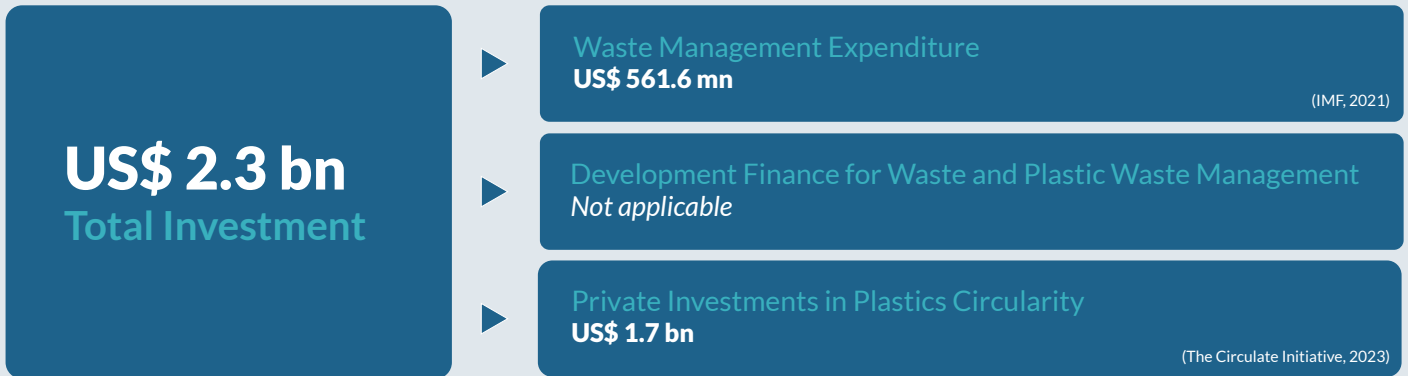 US$ 2.3 bn
Total Investment
Waste Management Expenditure
US$ 561.6 mn
(IMF, 2021)
Development Finance for Waste and Plastic Waste Management
Not applicable
Private Investments in Plastics Circularity
US$ 1.7 bn
(The Circulate Initiative, 2023)